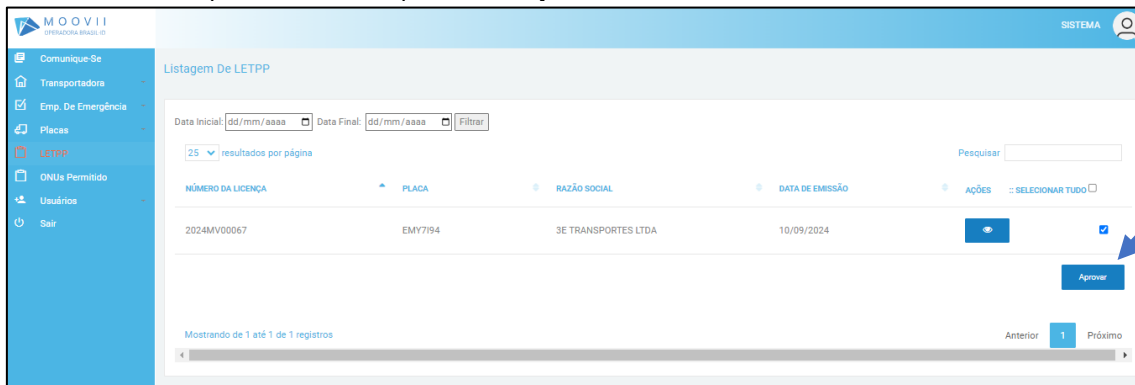 MOOVII
OPERADORA BRASIL-ID
SISTEMA
Comunique-Se
Transportadora
Emp. De Emergência
Placas
LETPP
ONUs Permitido
Usuários
Sair
Listagem De LETPP
Data Inicial: dd/mm/aaaa Data Final: dd/mm/aaaa Filtrar
25 resultados por página
Pesquisar
NÚMERO DA LICENÇA PLACA RAZÃO SOCIAL DATA DE EMISSÃO AÇÕES :: SELECIONAR TUDO
2024MV00067 EMY7I94 3E TRANSPORTES LTDA 10/09/2024
Aprovar
Mostrando de 1 até 1 de 1 registros
Anterior 1 Próximo